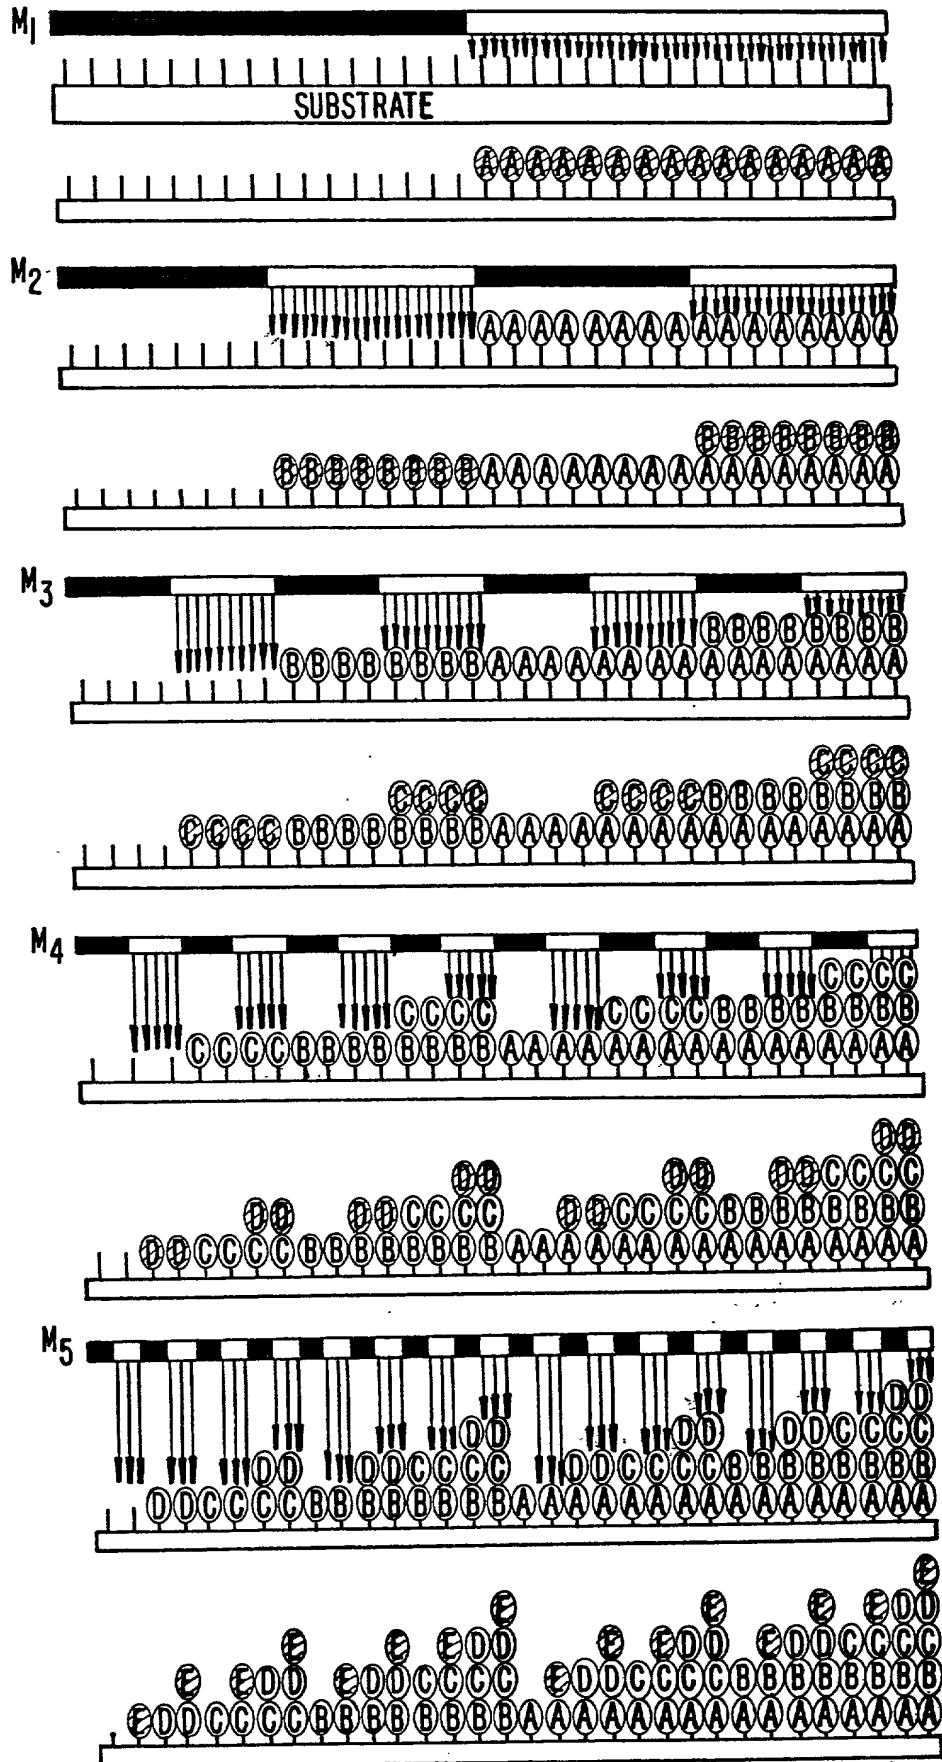 M1
SUBSTRATE
A A A A A A A A A A A A A A A A
M2
A A A A A A A A A A A A A A A A
B B B B B B B B
B B B B B B B B A A A A A A A A A A A A A A A A
M3
B B B B B B B B
B B B B B B B B A A A A A A A A A A A A A A A A
C C C C
C C C C C C C C B B B B B B B B
C C C C B B B B B B B B A A A A A A A A A A A A A A A A
M4
C C C C
C C C C C C C C B B B B B B B B
C C C C B B B B B B B B A A A A A A A A A A A A A A A A
D D
D D D D D D C C C C
D D D D C C C C D D C C C C B B B B B B B B
D D C C C C B B B B B B B B A A A A A A A A A A A A A A A A
M5
D D
D D D D D D C C C C
D D D D C C C C D D C C C C B B B B B B B B
D D C C C C B B B B B B B B A A A A A A A A A A A A A A A A
E
E E E E D D
E E E D D E E D D E D D C C C C
E E D D E D D C C C C E D D C C C C B B B B B B B B
E D D C C C C B B B B B B B B A A A A A A A A A A A A A A A A